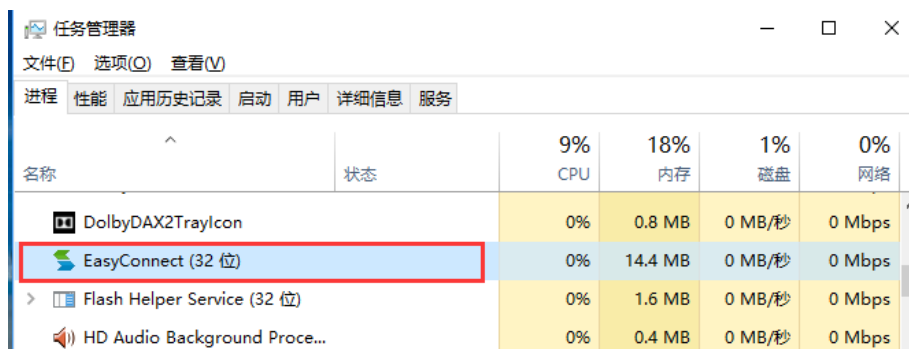 任务管理器
文件(F) 选项(O) 查看(V)
进程 性能 应用历史记录 启动 用户 详细信息 服务
9% 18% 1% 0%
名称 状态 CPU 内存 磁盘 网络
DolbyDAX2TrayIcon 0% 0.8 MB 0 MB/秒 0 Mbps
EasyConnect (32 位) 0% 14.4 MB 0 MB/秒 0 Mbps
Flash Helper Service (32 位) 0% 1.6 MB 0 MB/秒 0 Mbps
HD Audio Background Proce... 0% 0.4 MB 0 MB/秒 0 Mbps